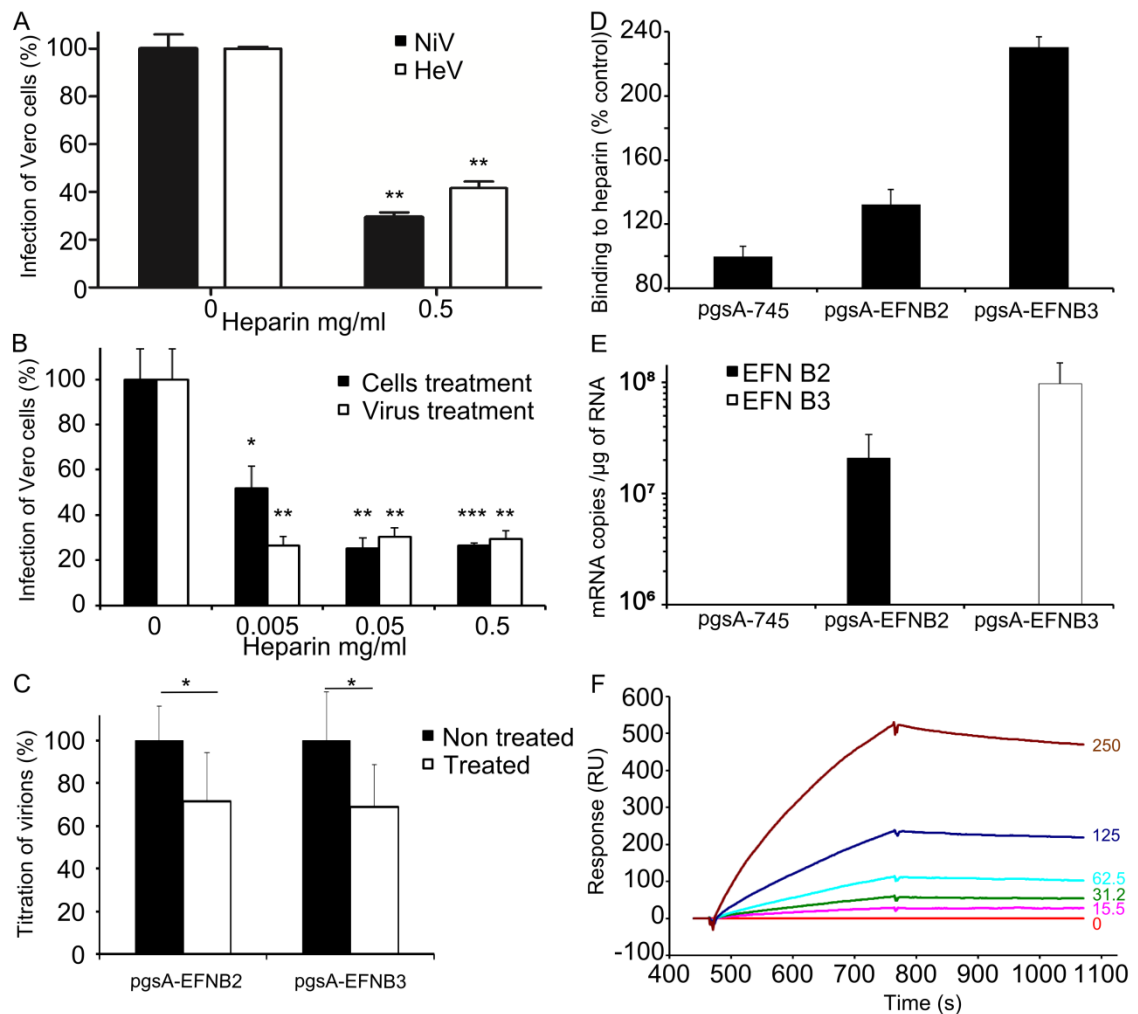 A
Infection of Vero cells (%)
100
80
60
40
20
0
NiV
HeV
**
**
0
0.5
Heparin mg/ml
B
Infection of Vero cells (%)
100
80
60
40
20
0
Cells treatment
Virus treatment
*
**
**
**
***
**
0
0.005
0.05
0.5
Heparin mg/ml
C
Titration of virions (%)
100
80
60
40
20
0
*
*
Non treated
Treated
pgsA-EFNB2
pgsA-EFNB3
D
Binding to heparin (% control)
240
200
160
120
80
pgsA-745
pgsA-EFNB2
pgsA-EFNB3
E
mRNA copies /µg of RNA
10⁸
10⁷
10⁶
EFN B2
EFN B3
pgsA-745
pgsA-EFNB2
pgsA-EFNB3
F
Response (RU)
600
500
400
300
200
100
0
-100
250
125
62.5
31.2
15.5
0
400
500
600
700
800
900
1000
1100
Time (s)